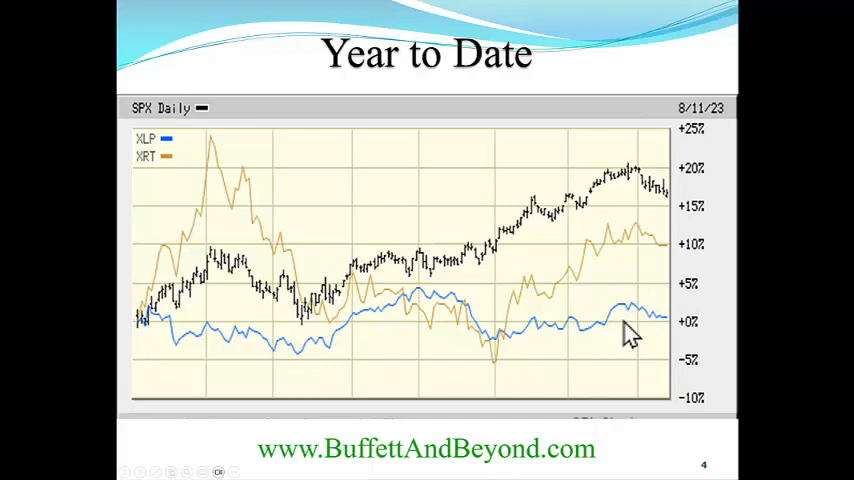 Year to Date
SPX Daily
8/11/23
XLP
XRT
+25%
+20%
+15%
+10%
+5%
+0%
-5%
-10%
www.BuffettAndBeyond.com
4